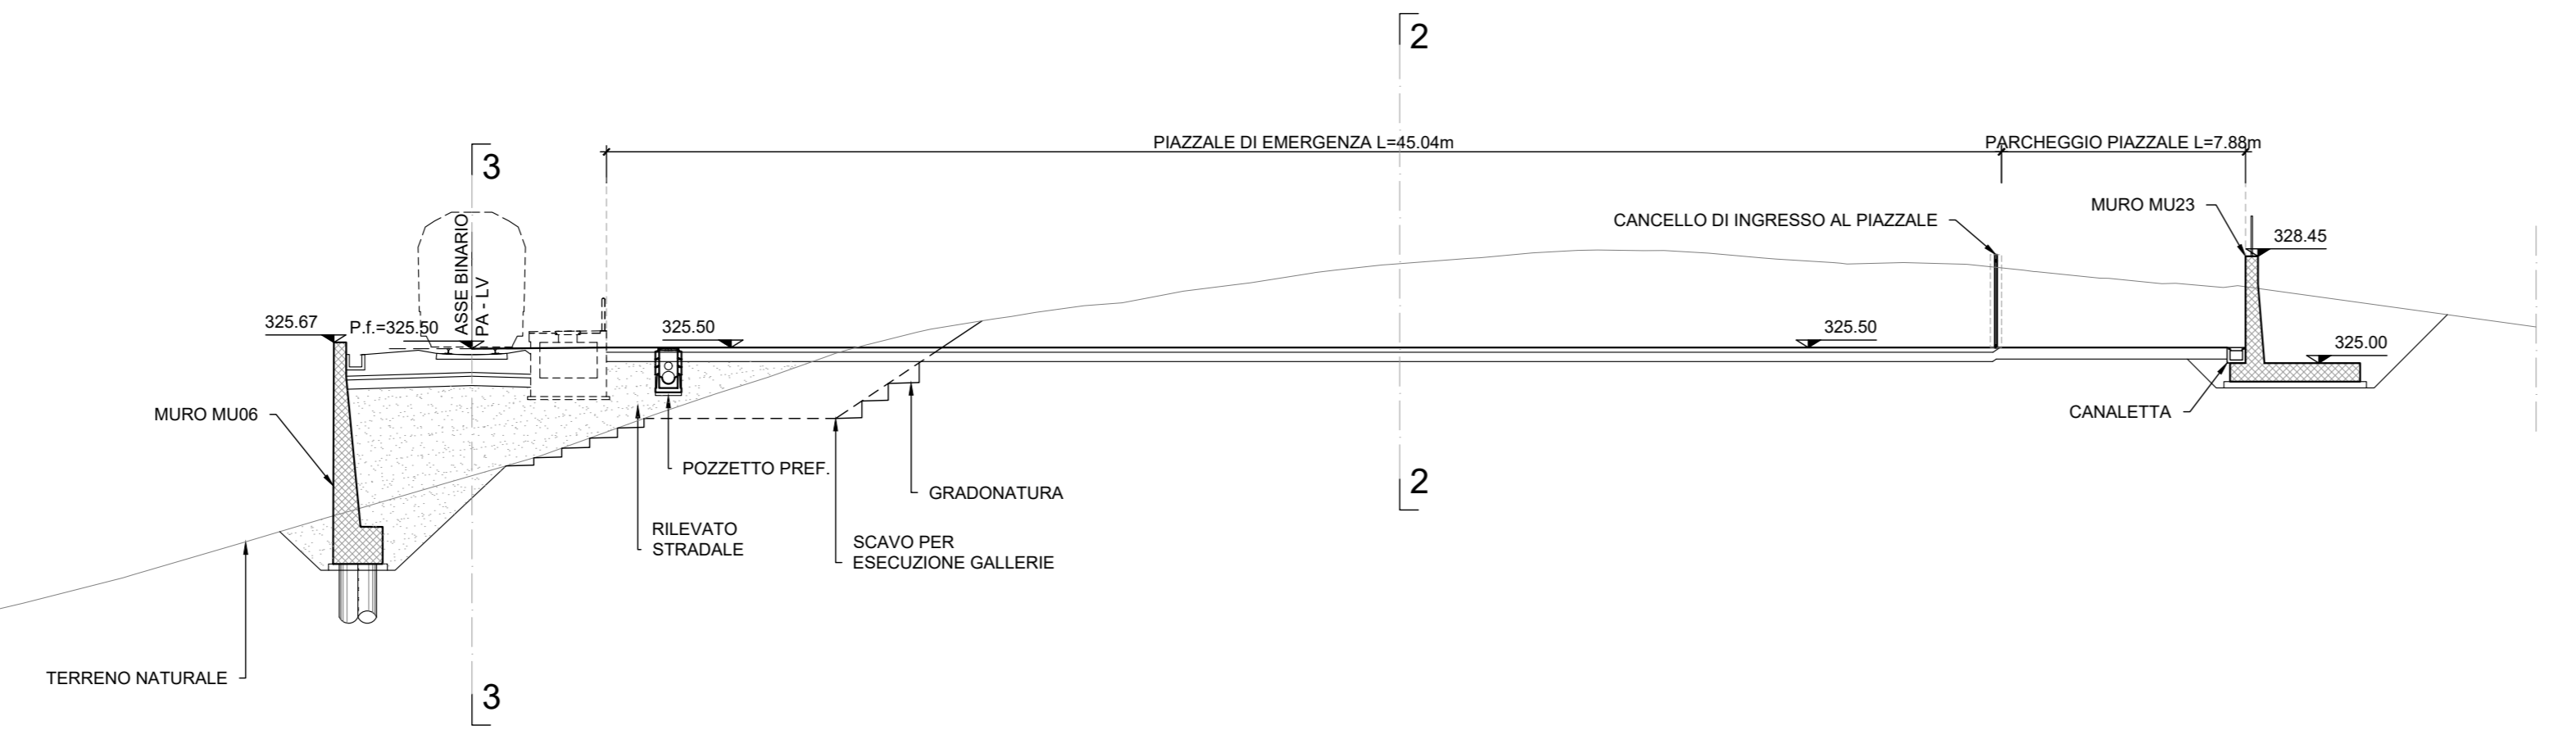 2
PIAZZALE DI EMERGENZA L=45.04m
PARCHEGGIO PIAZZALE L=7.88m
3
MURO MU23
CANCELLO DI INGRESSO AL PIAZZALE
328.45
ASSE BINARIO
PA - LV
325.67
P.f.=325.50
325.50
325.50
325.00
MURO MU06
CANALETTA
POZZETTO PREF.
2
GRADONATURA
RILEVATO
STRADALE
SCAVO PER
ESECUZIONE GALLERIE
TERRENO NATURALE
3